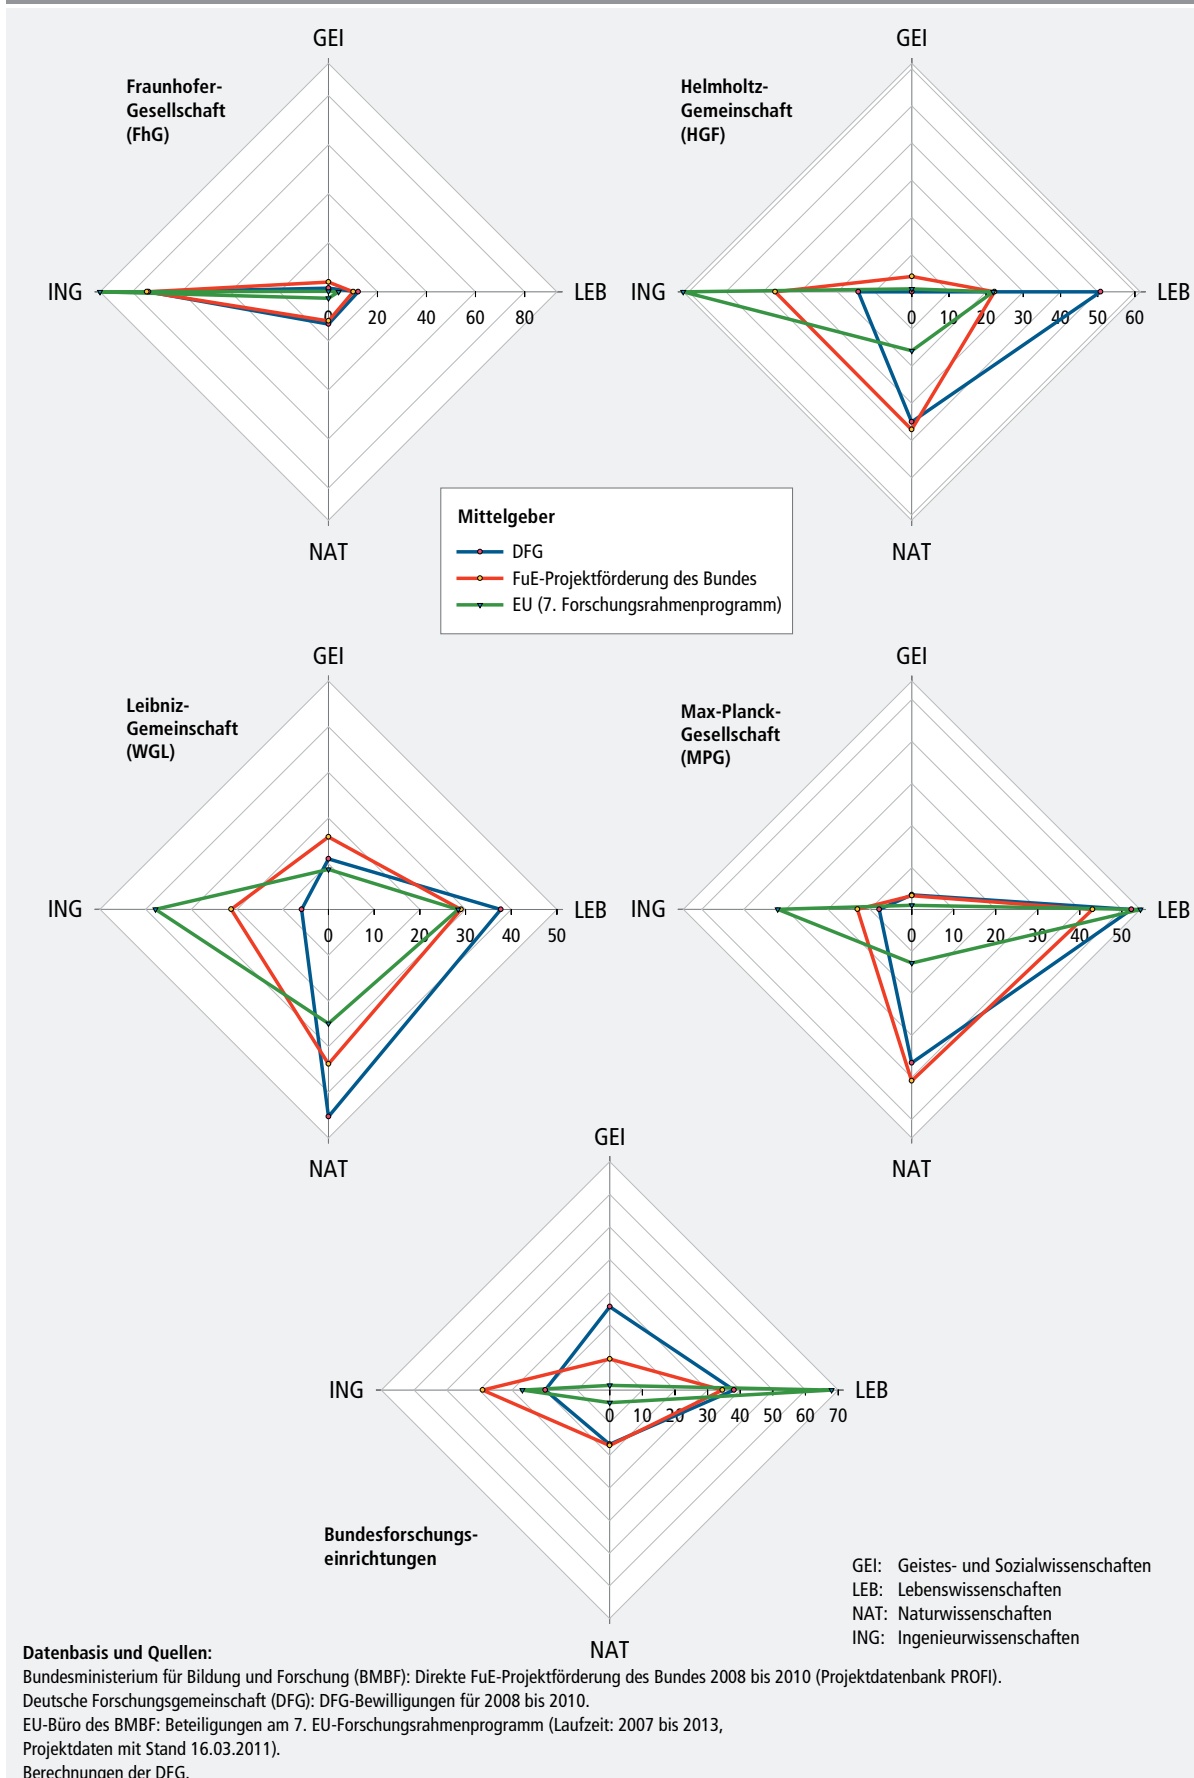 GEI
Fraunhofer-
Gesellschaft
(FhG)
ING
LEB
0 20 40 60 80
NAT
GEI
Helmholtz-
Gemeinschaft
(HGF)
ING
LEB
0 10 20 30 40 50 60
NAT
Mittelgeber
DFG
FuE-Projektförderung des Bundes
EU (7. Forschungsrahmenprogramm)
GEI
Leibniz-
Gemeinschaft
(WGL)
ING
LEB
0 10 20 30 40 50
NAT
GEI
Max-Planck-
Gesellschaft
(MPG)
ING
LEB
0 10 20 30 40 50
NAT
GEI
ING
LEB
0 10 20 30 40 50 60 70
Bundesforschungs-
einrichtungen
NAT
GEI: Geistes- und Sozialwissenschaften
LEB: Lebenswissenschaften
NAT: Naturwissenschaften
ING: Ingenieurwissenschaften
Datenbasis und Quellen:
Bundesministerium für Bildung und Forschung (BMBF): Direkte FuE-Projektförderung des Bundes 2008 bis 2010 (Projektdatenbank PROFI).
Deutsche Forschungsgemeinschaft (DFG): DFG-Bewilligungen für 2008 bis 2010.
EU-Büro des BMBF: Beteiligungen am 7. EU-Forschungsrahmenprogramm (Laufzeit: 2007 bis 2013,
Projektdaten mit Stand 16.03.2011).
Berechnungen der DFG.